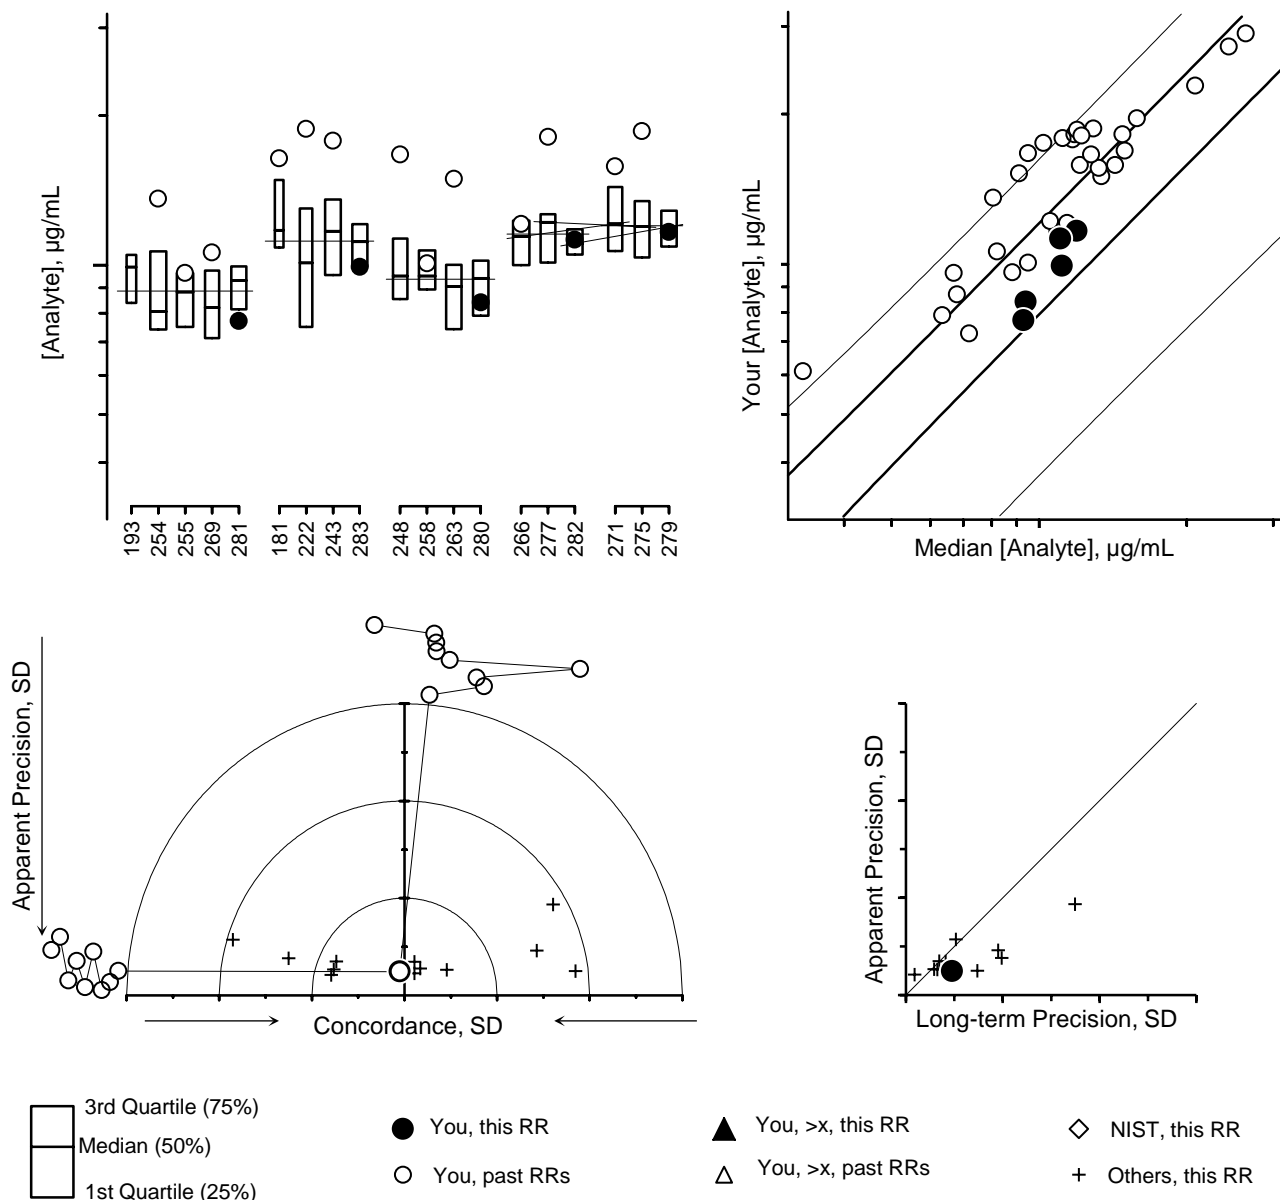 [Analyte], µg/mL
193 254 255 269 281 181 222 243 283 248 258 263 280 266 277 282 271 275 279
Your [Analyte], µg/mL
Median [Analyte], µg/mL
Apparent Precision, SD
Concordance, SD
Apparent Precision, SD
Long-term Precision, SD
3rd Quartile (75%)
Median (50%)
1st Quartile (25%)
You, this RR
You, past RRs
You, >x, this RR
You, >x, past RRs
NIST, this RR
Others, this RR